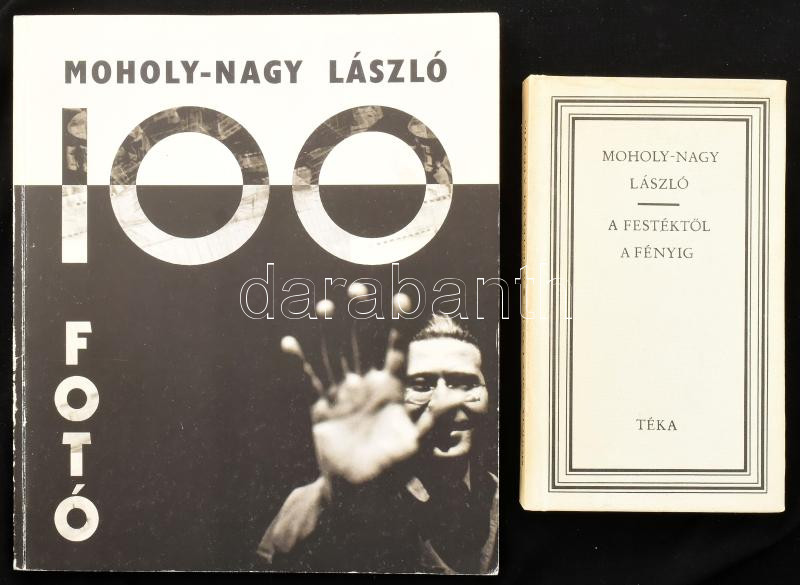 MOHOLY-NAGY LÁSZLÓ
100
FOTÓ
MOHOLY-NAGY
LÁSZLÓ
A FESTÉKTŐL
A FÉNYIG
TÉKA
darabanth